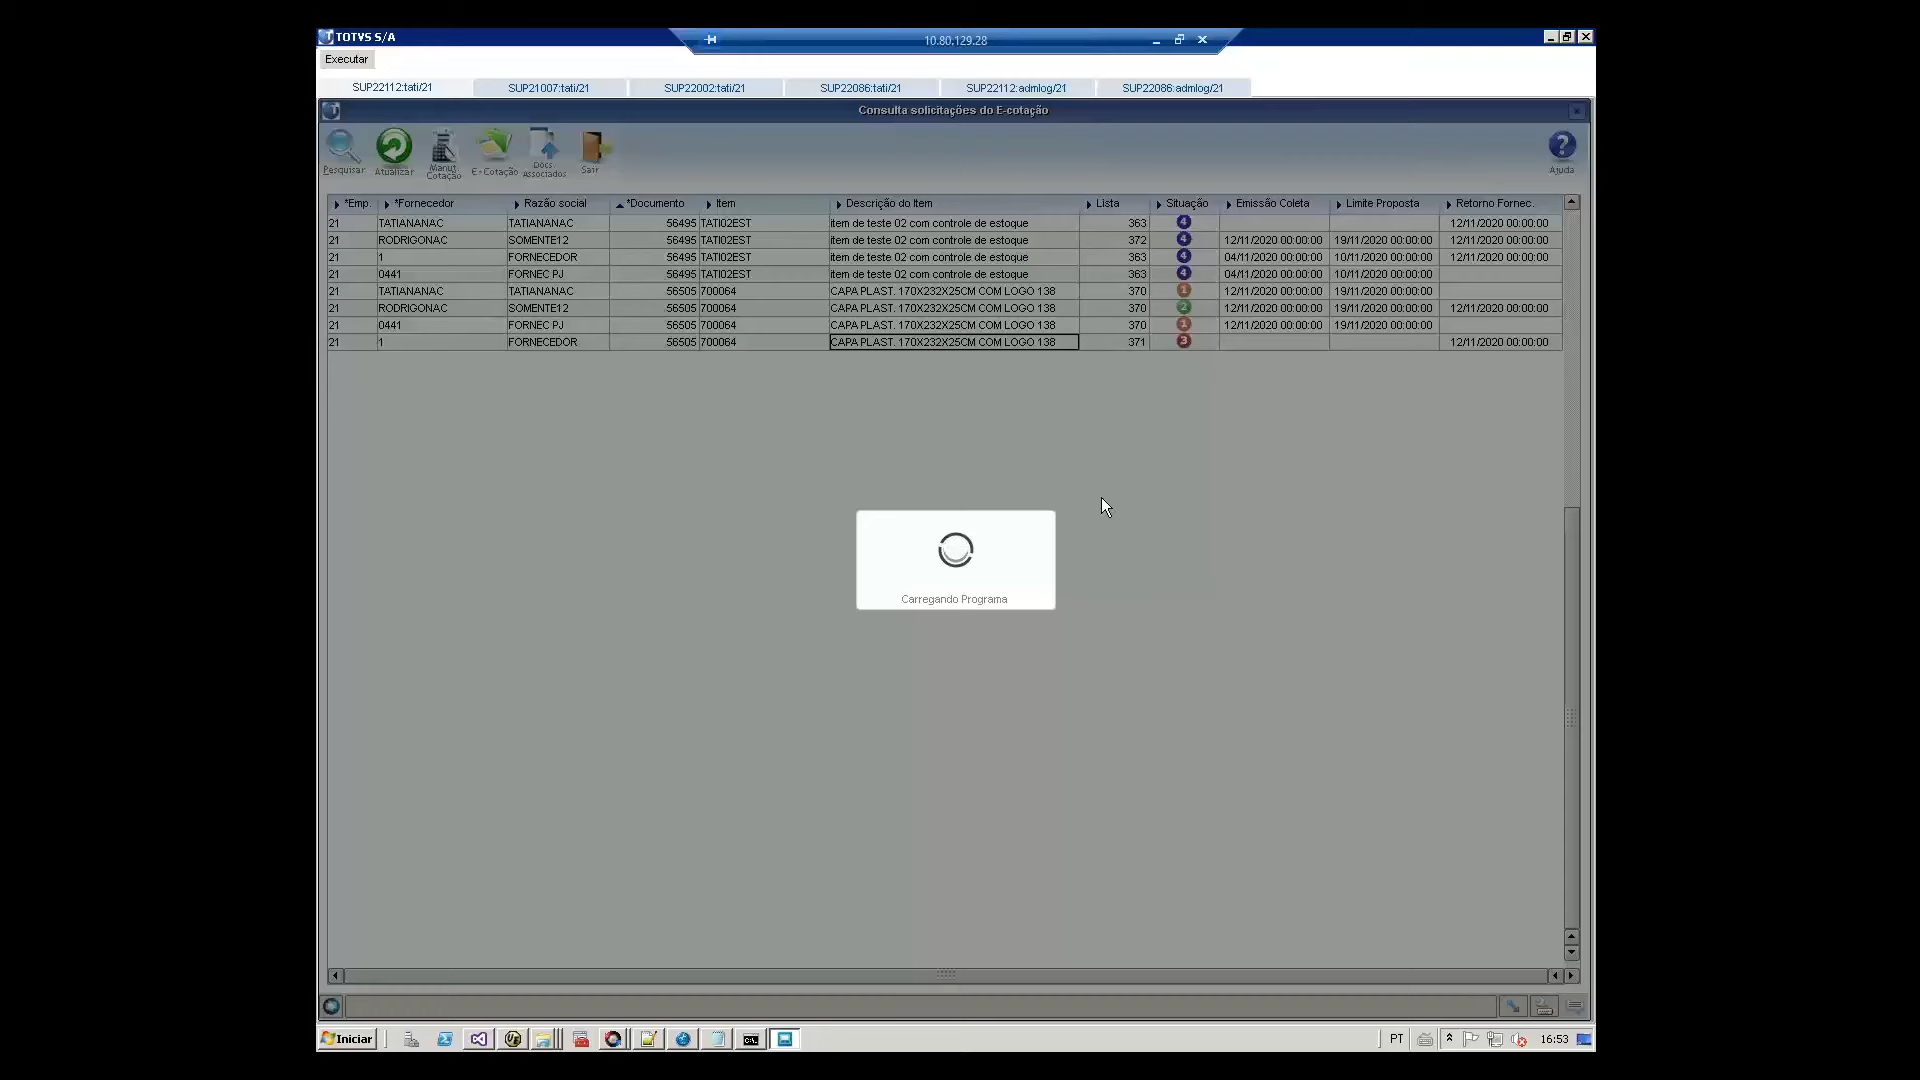 TOTVS S/A
10.80.129.28
Executar
SUP22112:tati/21 SUP21007:tati/21 SUP22002:tati/21 SUP22086:tati/21 SUP22112:admlog/21 SUP22086:admlog/21
Consulta solicitações do E-cotação
Pesquisar Atualizar Manut. Cotação E-Cotação Docs Associados Sair Ajuda
*Emp. *Fornecedor Razão social *Documento Item Descrição do Item Lista Situação Emissão Coleta Limite Proposta Retorno Fornec.
21 TATIANANAC TATIANANAC 56495 TATI02EST item de teste 02 com controle de estoque 363 4 12/11/2020 00:00:00
21 RODRIGONAC SOMENTE12 56495 TATI02EST item de teste 02 com controle de estoque 372 4 12/11/2020 00:00:00 19/11/2020 00:00:00 12/11/2020 00:00:00
21 1 FORNECEDOR 56495 TATI02EST item de teste 02 com controle de estoque 363 4 04/11/2020 00:00:00 10/11/2020 00:00:00 12/11/2020 00:00:00
21 0441 FORNEC PJ 56495 TATI02EST item de teste 02 com controle de estoque 363 4 04/11/2020 00:00:00 10/11/2020 00:00:00
21 TATIANANAC TATIANANAC 56505 700064 CAPA PLAST. 170X232X25CM COM LOGO 138 370 1 12/11/2020 00:00:00 19/11/2020 00:00:00
21 RODRIGONAC SOMENTE12 56505 700064 CAPA PLAST. 170X232X25CM COM LOGO 138 370 2 12/11/2020 00:00:00 19/11/2020 00:00:00 12/11/2020 00:00:00
21 0441 FORNEC PJ 56505 700064 CAPA PLAST. 170X232X25CM COM LOGO 138 370 1 12/11/2020 00:00:00 19/11/2020 00:00:00
21 1 FORNECEDOR 56505 700064 CAPA PLAST. 170X232X25CM COM LOGO 138 371 3 12/11/2020 00:00:00
Carregando Programa
Iniciar PT 16:53